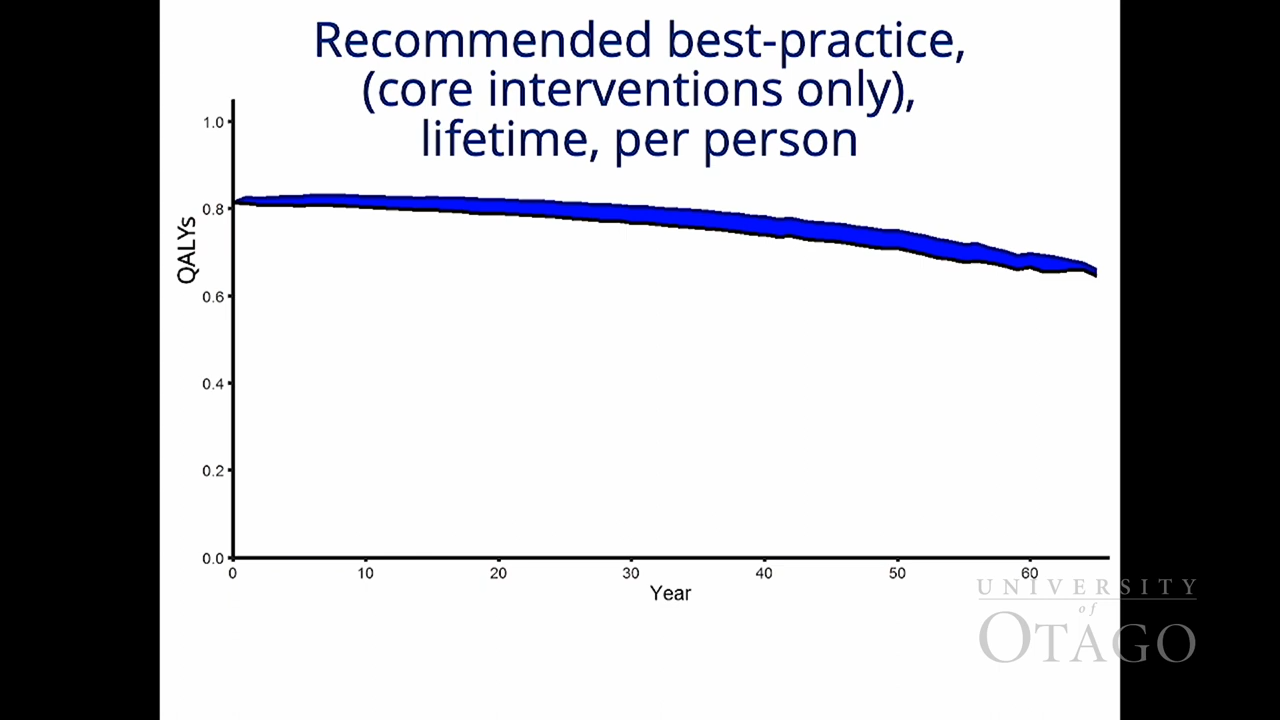 Recommended best-practice,
(core interventions only),
lifetime, per person
1.0
0.8
QALYs
0.6
0.4
0.2
0.0
0 10 20 30 40 50 60
Year
UNIVERSITY
of
OTAGO